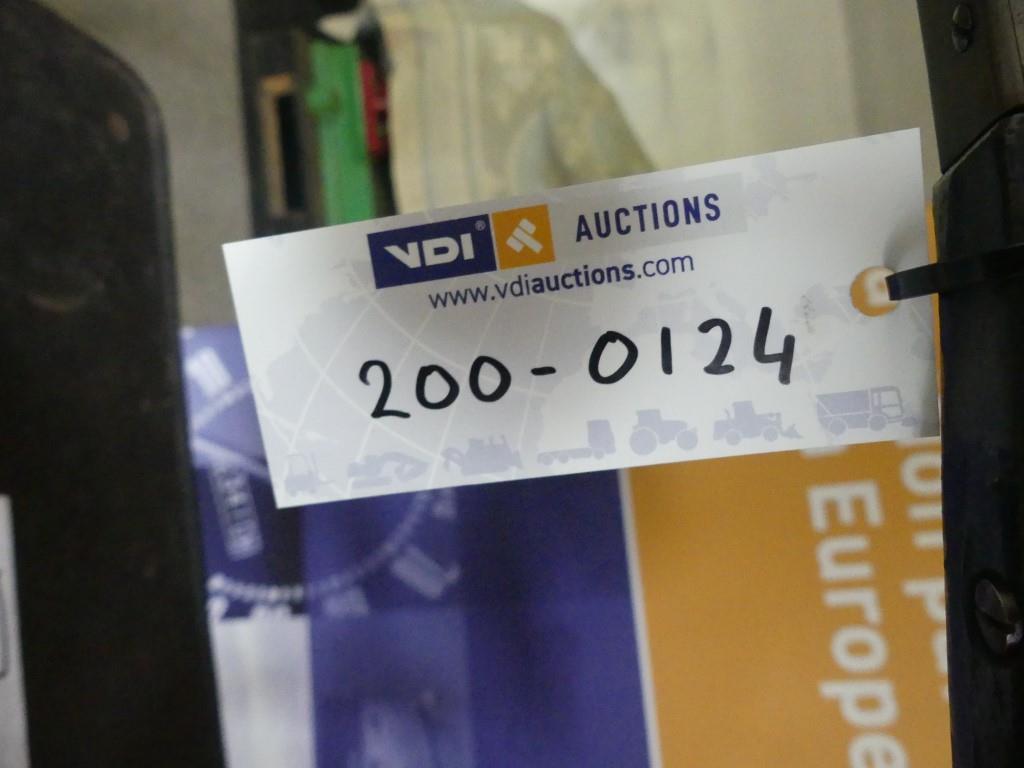 VDI® AUCTIONS
www.vdiauctions.com
200-0124
Europe